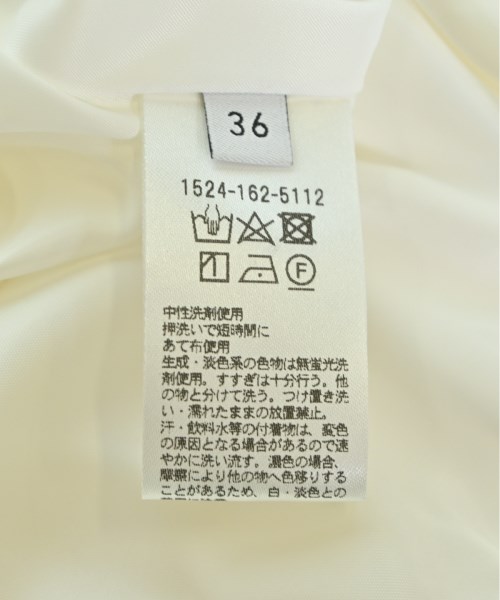 36
1524-162-5112
F
中性洗剤使用
押洗いで短時間に
あて布使用
生成・淡色系の色物は無蛍光洗
剤使用。すすぎは十分行う。他
の物と分けて洗う。つけ置き洗
い・濡れたままの放置禁止。
汗・飲料水等の付着物は、変色
の原因となる場合があるので速
やかに洗い流す。濃色の場合、
摩擦により他の物へ色移りする
ことがあるため、白・淡色との